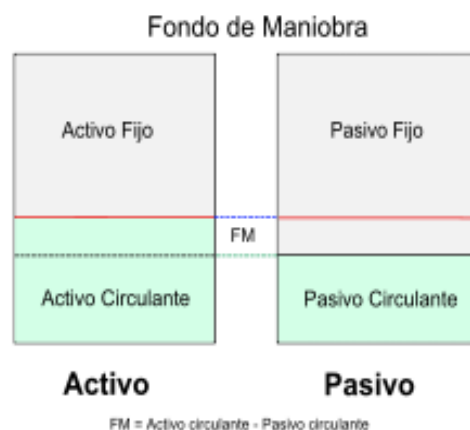 Fondo de Maniobra
Activo Fijo
Pasivo Fijo
FM
Activo Circulante
Pasivo Circulante
Activo
Pasivo
FM = Activo circulante - Pasivo circulante